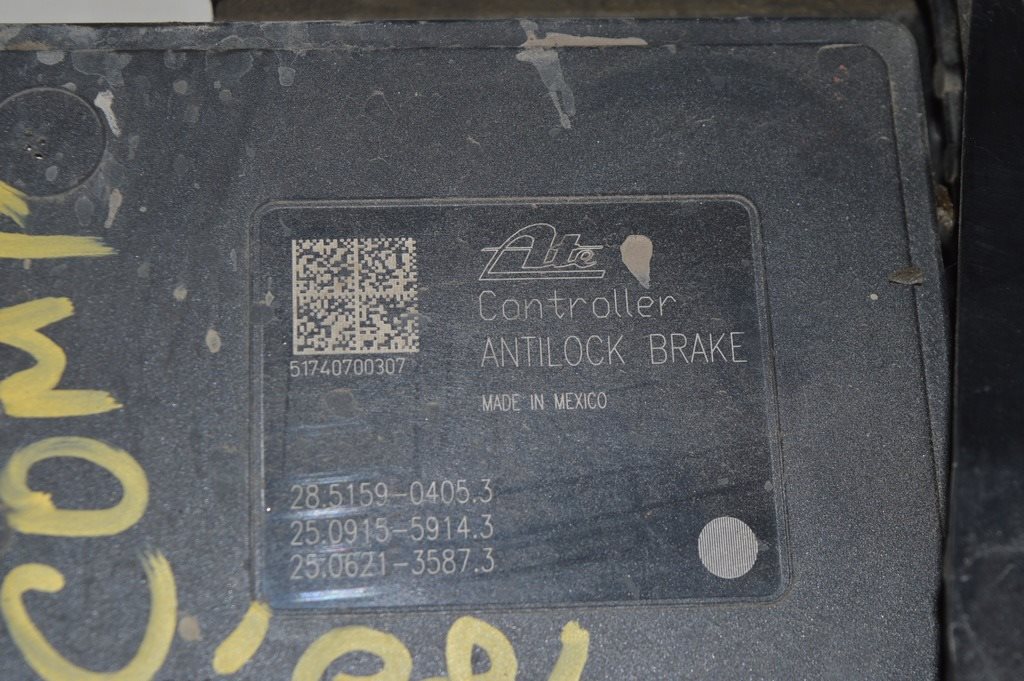 Ate
Controller
ANTILOCK BRAKE
MADE IN MEXICO
51740700307
28.5159-0405.3
25.0915-5914.3
25.0621-3587.3